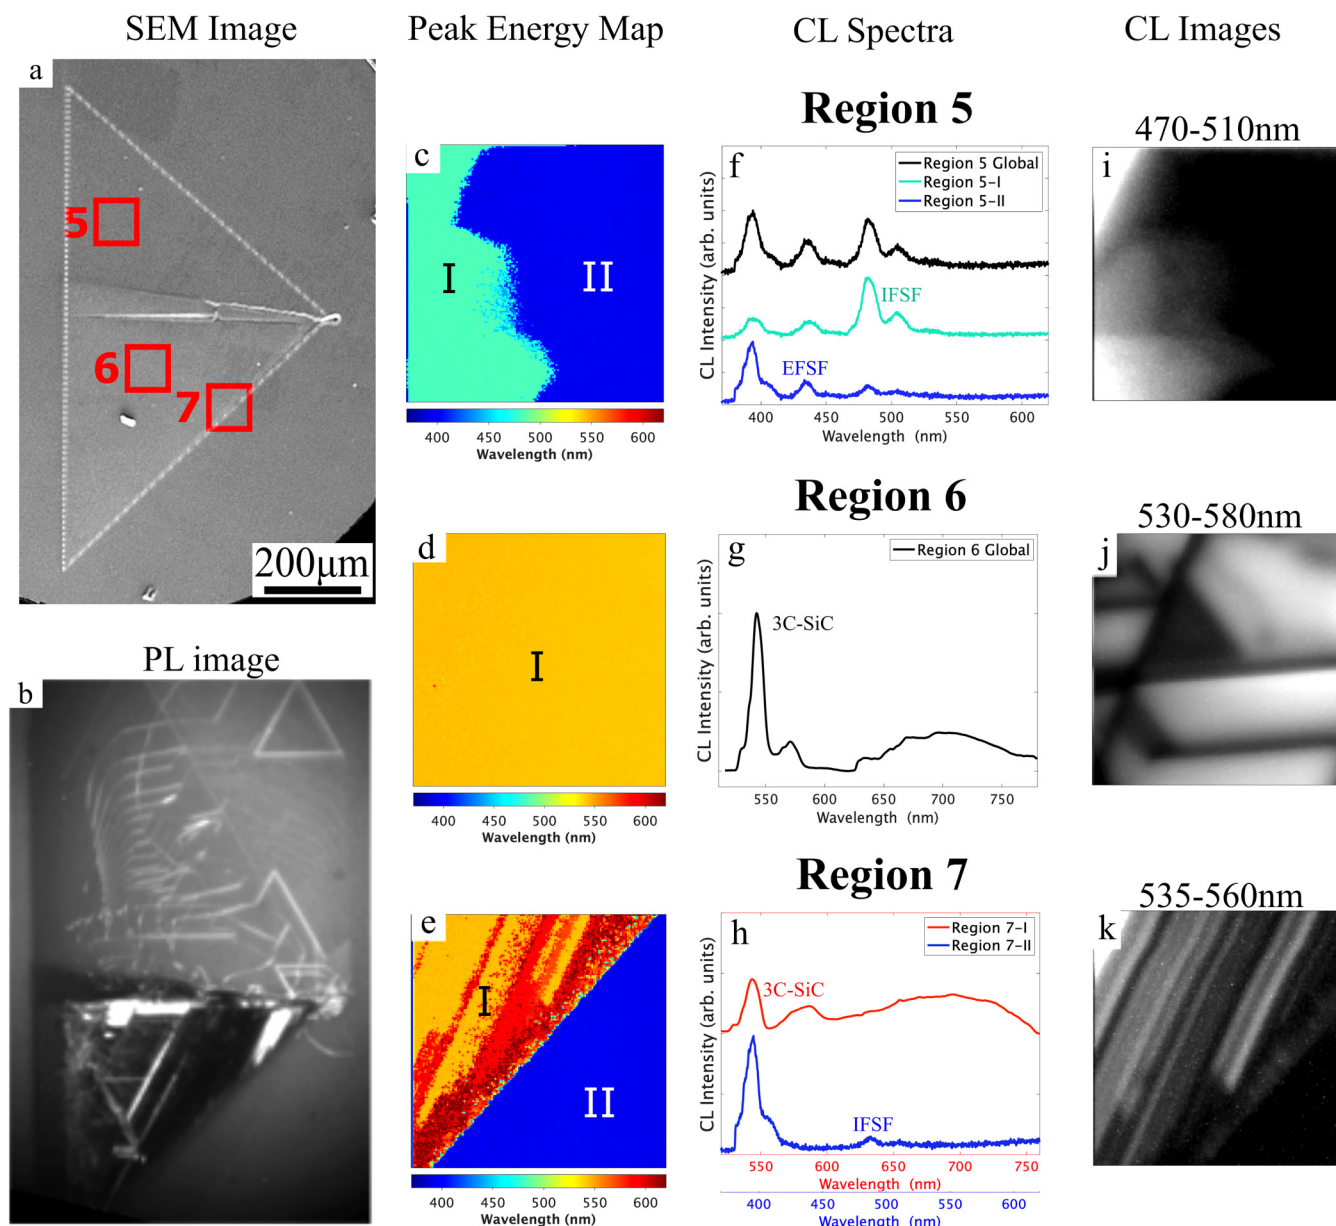 SEM Image
Peak Energy Map
CL Spectra
CL Images
a
5
6
7
200μm
PL image
b
c
I
II
400 450 500 550 600
Wavelength (nm)
d
I
400 450 500 550 600
Wavelength (nm)
e
I
II
400 450 500 550 600
Wavelength (nm)
Region 5
f
Region 5 Global
Region 5-I
Region 5-II
IFSF
EFSF
CL Intensity (arb. units)
400 450 500 550 600
Wavelength (nm)
Region 6
g
Region 6 Global
3C-SiC
CL Intensity (arb. units)
550 600 650 700 750
Wavelength (nm)
Region 7
h
Region 7-I
Region 7-II
3C-SiC
IFSF
CL Intensity (arb. units)
550 600 650 700 750
Wavelength (nm)
400 450 500 550 600
Wavelength (nm)
470-510nm
i
530-580nm
j
535-560nm
k